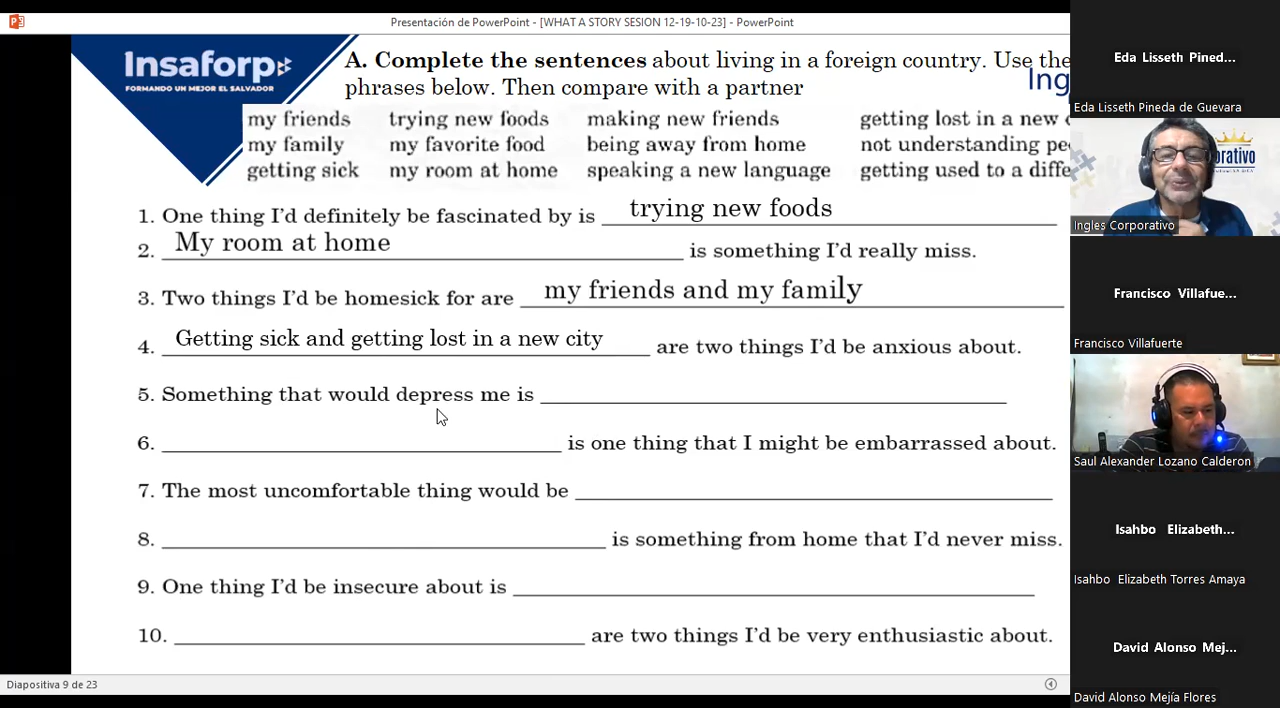 Presentación de PowerPoint - [WHAT A STORY SESION 12-19-10-23] - PowerPoint
Insaforp
FORMANDO UN MEJOR EL SALVADOR
A. Complete the sentences about living in a foreign country. Use the
phrases below. Then compare with a partner
Ing
my friends trying new foods making new friends getting lost in a new
my family my favorite food being away from home not understanding
getting sick my room at home speaking a new language getting used to a
1. One thing I'd definitely be fascinated by is trying new foods
2. My room at home is something I'd really miss.
3. Two things I'd be homesick for are my friends and my family
4. Getting sick and getting lost in a new city are two things I'd be anxious about.
5. Something that would depress me is
6. is one thing that I might be embarrassed about.
7. The most uncomfortable thing would be
8. is something from home that I'd never miss.
9. One thing I'd be insecure about is
10. are two things I'd be very enthusiastic about.
Diapositiva 9 de 23
Eda Lisseth Pined...
Eda Lisseth Pineda de Guevara
orativo
Ingles Corporativo
Francisco Villafue...
Francisco Villafuerte
Saul Alexander Lozano Calderon
Isahbo Elizabeth...
Isahbo Elizabeth Torres Amaya
David Alonso Mej...
David Alonso Mejía Flores